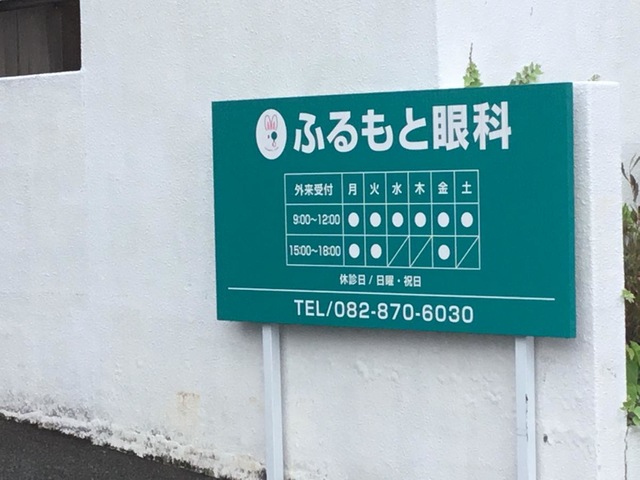 ふるもと眼科
外来受付 月 火 水 木 金 土
9:00~12:00 ● ● ● ● ● ●
15:00~18:00 ● ● ／ ／ ● ／
休診日/日曜・祝日
TEL/082-870-6030